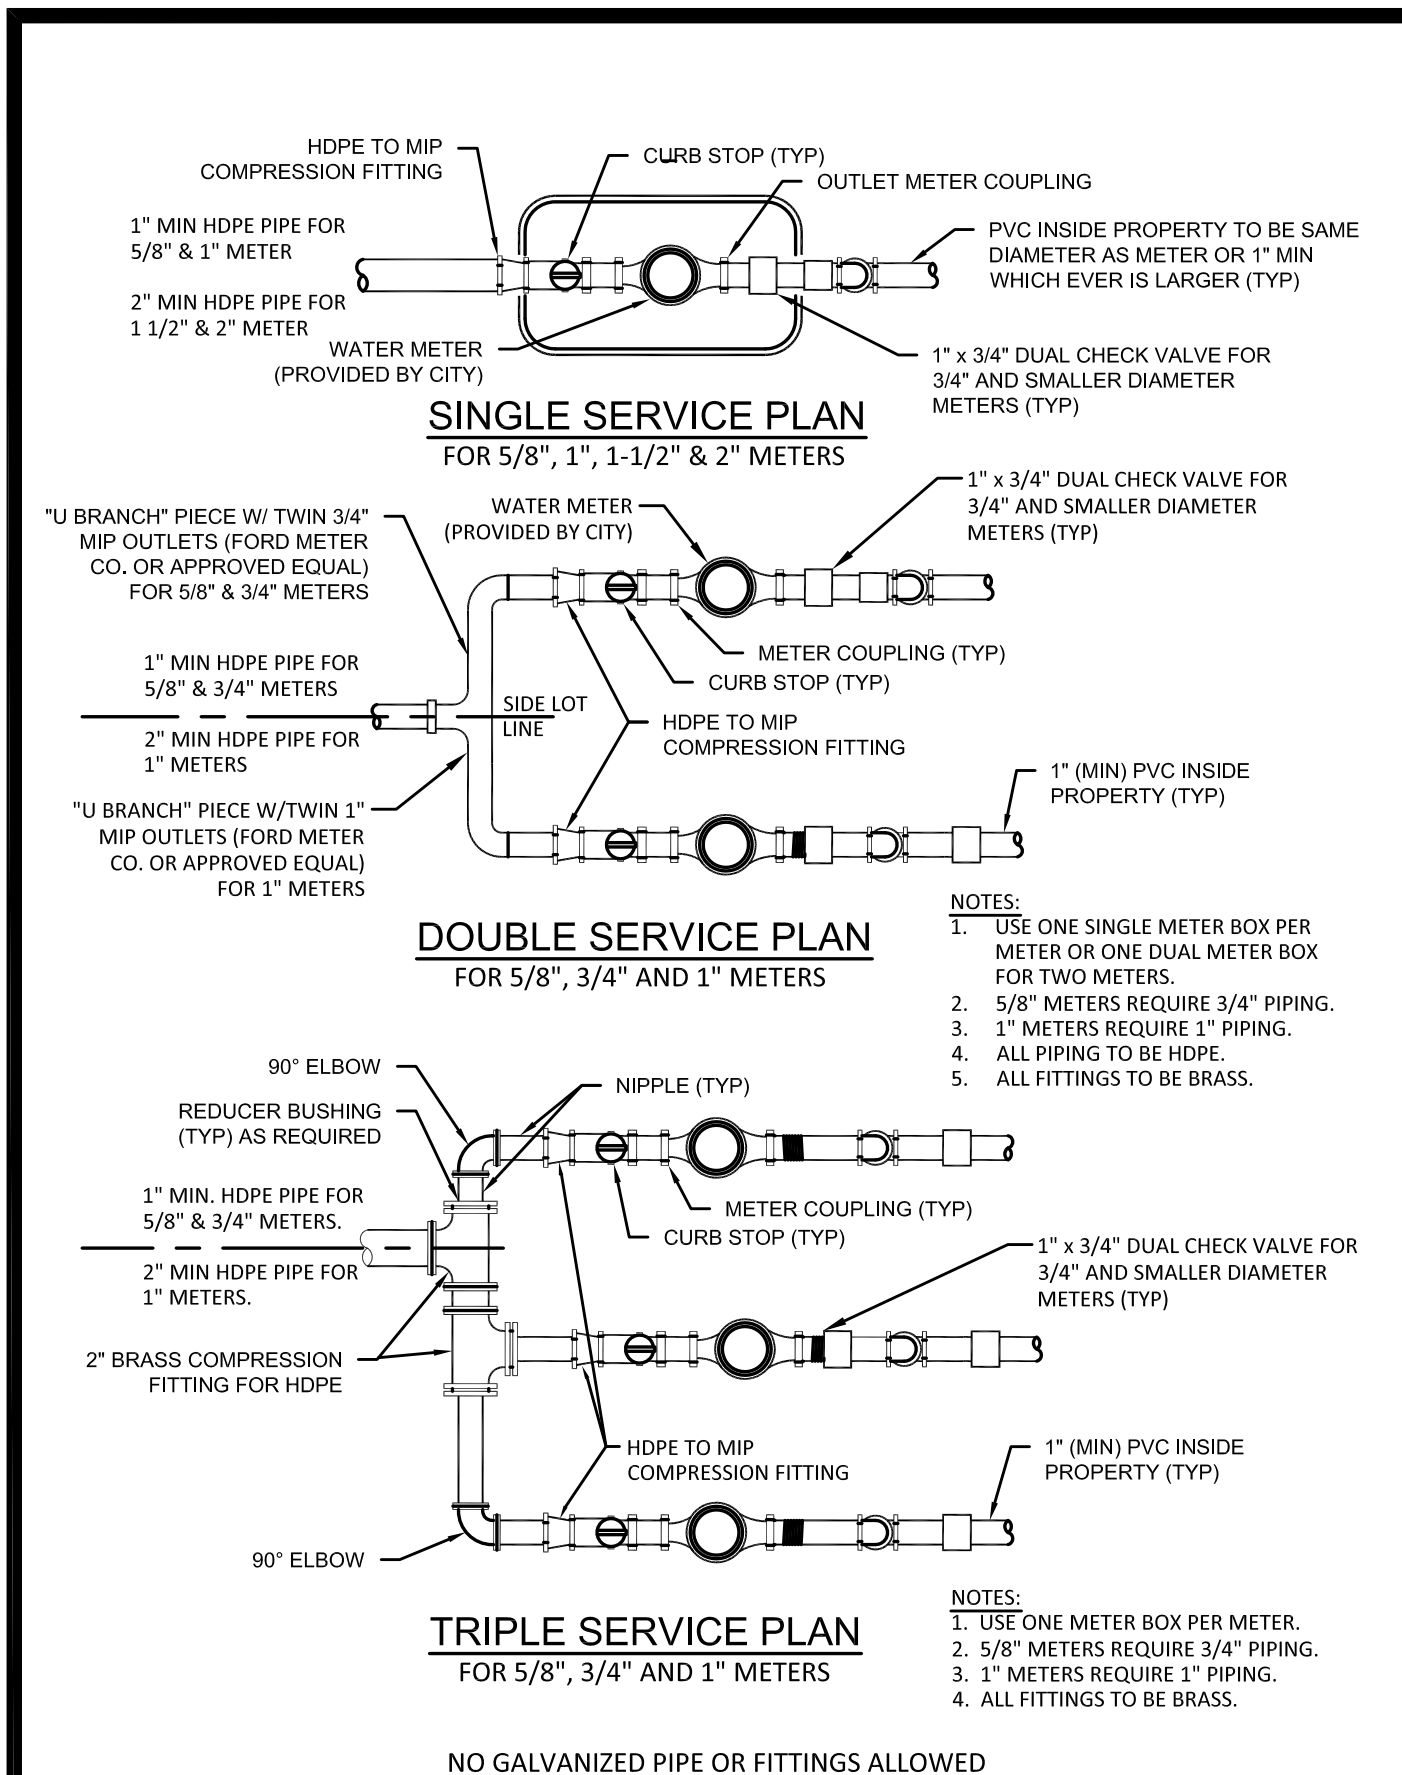 HDPE TO MIP
COMPRESSION FITTING
CURB STOP (TYP)
OUTLET METER COUPLING
1" MIN HDPE PIPE FOR
5/8" & 1" METER
PVC INSIDE PROPERTY TO BE SAME
DIAMETER AS METER OR 1" MIN
WHICH EVER IS LARGER (TYP)
2" MIN HDPE PIPE FOR
1 1/2" & 2" METER
WATER METER
(PROVIDED BY CITY)
1" x 3/4" DUAL CHECK VALVE FOR
3/4" AND SMALLER DIAMETER
METERS (TYP)
SINGLE SERVICE PLAN
FOR 5/8", 1", 1-1/2" & 2" METERS
"U BRANCH" PIECE W/ TWIN 3/4"
MIP OUTLETS (FORD METER
CO. OR APPROVED EQUAL)
FOR 5/8" & 3/4" METERS
WATER METER
(PROVIDED BY CITY)
1" x 3/4" DUAL CHECK VALVE FOR
3/4" AND SMALLER DIAMETER
METERS (TYP)
METER COUPLING (TYP)
CURB STOP (TYP)
1" MIN HDPE PIPE FOR
5/8" & 3/4" METERS
SIDE LOT
LINE
HDPE TO MIP
COMPRESSION FITTING
2" MIN HDPE PIPE FOR
1" METERS
1" (MIN) PVC INSIDE
PROPERTY (TYP)
"U BRANCH" PIECE W/TWIN 1"
MIP OUTLETS (FORD METER
CO. OR APPROVED EQUAL)
FOR 1" METERS
DOUBLE SERVICE PLAN
FOR 5/8", 3/4" AND 1" METERS
NOTES:
1. USE ONE SINGLE METER BOX PER
METER OR ONE DUAL METER BOX
FOR TWO METERS.
2. 5/8" METERS REQUIRE 3/4" PIPING.
3. 1" METERS REQUIRE 1" PIPING.
4. ALL PIPING TO BE HDPE.
5. ALL FITTINGS TO BE BRASS.
90° ELBOW
NIPPLE (TYP)
REDUCER BUSHING
(TYP) AS REQUIRED
1" MIN. HDPE PIPE FOR
5/8" & 3/4" METERS.
METER COUPLING (TYP)
CURB STOP (TYP)
2" MIN HDPE PIPE FOR
1" METERS.
1" x 3/4" DUAL CHECK VALVE FOR
3/4" AND SMALLER DIAMETER
METERS (TYP)
2" BRASS COMPRESSION
FITTING FOR HDPE
HDPE TO MIP
COMPRESSION FITTING
1" (MIN) PVC INSIDE
PROPERTY (TYP)
90° ELBOW
TRIPLE SERVICE PLAN
FOR 5/8", 3/4" AND 1" METERS
NOTES:
1. USE ONE METER BOX PER METER.
2. 5/8" METERS REQUIRE 3/4" PIPING.
3. 1" METERS REQUIRE 1" PIPING.
4. ALL FITTINGS TO BE BRASS.
NO GALVANIZED PIPE OR FITTINGS ALLOWED